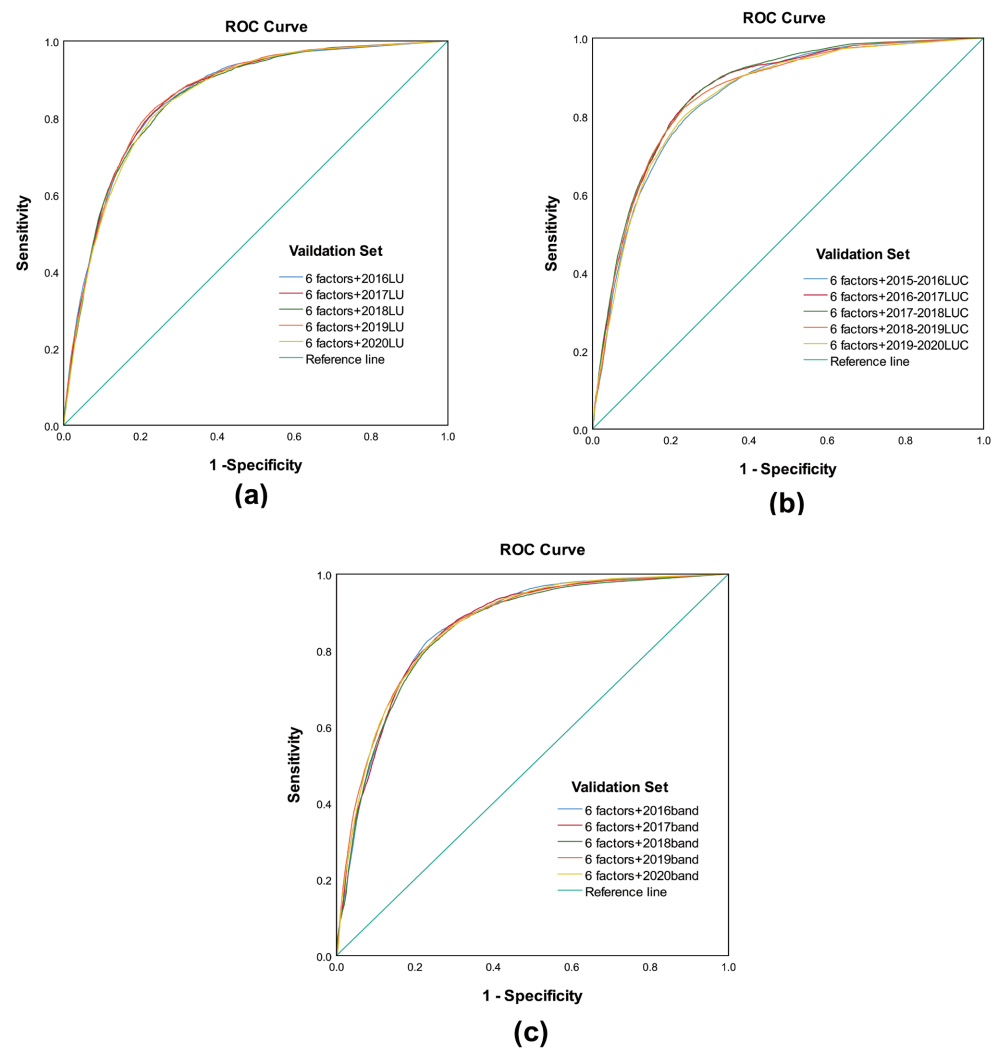 ROC Curve
1.0
0.8
0.6
0.4
0.2
0.0
Sensitivity
Vaildation Set
6 factors+2016LU
6 factors+2017LU
6 factors+2018LU
6 factors+2019LU
6 factors+2020LU
Reference line
0.0 0.2 0.4 0.6 0.8 1.0
1 -Specificity
(a)
ROC Curve
1.0
0.8
0.6
0.4
0.2
0.0
Sensitivity
Validation Set
6 factors+2015-2016LUC
6 factors+2016-2017LUC
6 factors+2017-2018LUC
6 factors+2018-2019LUC
6 factors+2019-2020LUC
Reference line
0.0 0.2 0.4 0.6 0.8 1.0
1 - Specificity
(b)
ROC Curve
1.0
0.8
0.6
0.4
0.2
0.0
Sensitivity
Validation Set
6 factors+2016band
6 factors+2017band
6 factors+2018band
6 factors+2019band
6 factors+2020band
Reference line
0.0 0.2 0.4 0.6 0.8 1.0
1 - Specificity
(c)